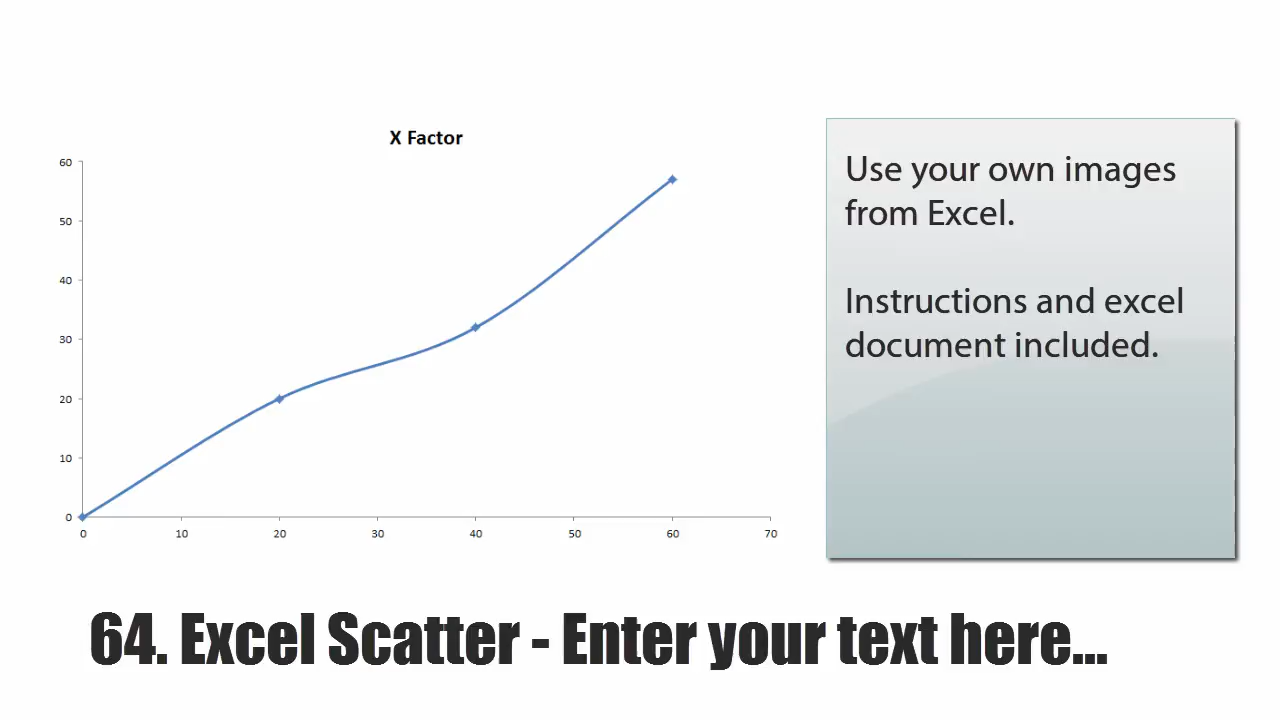 X Factor
60
50
40
30
20
10
0
0 10 20 30 40 50 60 70
Use your own images
from Excel.
Instructions and excel
document included.
64. Excel Scatter - Enter your text here...